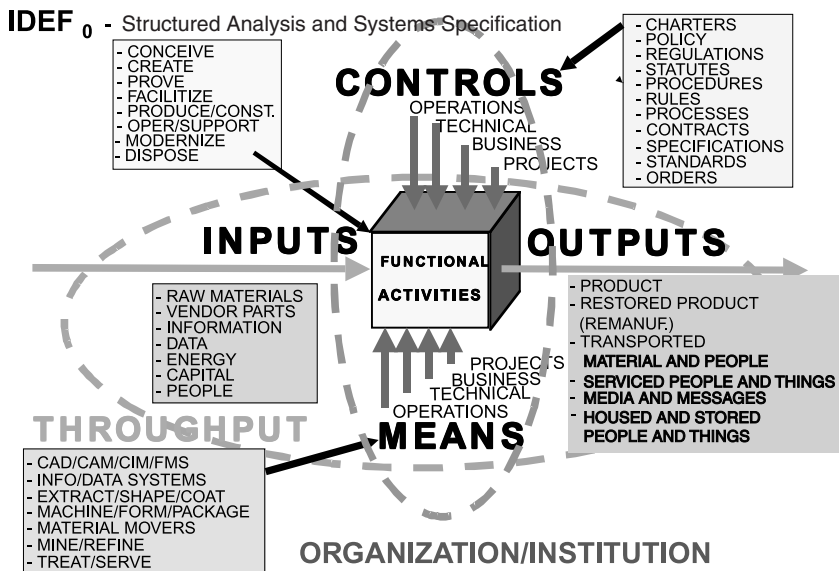 IDEF 0 - Structured Analysis and Systems Specification
- CONCEIVE
- CREATE
- PROVE
- FACILITIZE
- PRODUCE/CONST.
- OPER/SUPPORT
- MODERNIZE
- DISPOSE
CONTROLS
OPERATIONS
TECHNICAL
BUSINESS
PROJECTS
- CHARTERS
- POLICY
- REGULATIONS
- STATUTES
- PROCEDURES
- RULES
- PROCESSES
- CONTRACTS
- SPECIFICATIONS
- STANDARDS
- ORDERS
INPUTS
FUNCTIONAL
ACTIVITIES
OUTPUTS
- RAW MATERIALS
- VENDOR PARTS
- INFORMATION
- DATA
- ENERGY
- CAPITAL
- PEOPLE
- PRODUCT
- RESTORED PRODUCT
(REMANUF.)
- TRANSPORTED
MATERIAL AND PEOPLE
- SERVICED PEOPLE AND THINGS
- MEDIA AND MESSAGES
- HOUSED AND STORED
PEOPLE AND THINGS
PROJECTS
BUSINESS
TECHNICAL
OPERATIONS
MEANS
THROUGHPUT
- CAD/CAM/CIM/FMS
- INFO/DATA SYSTEMS
- EXTRACT/SHAPE/COAT
- MACHINE/FORM/PACKAGE
- MATERIAL MOVERS
- MINE/REFINE
- TREAT/SERVE
ORGANIZATION/INSTITUTION